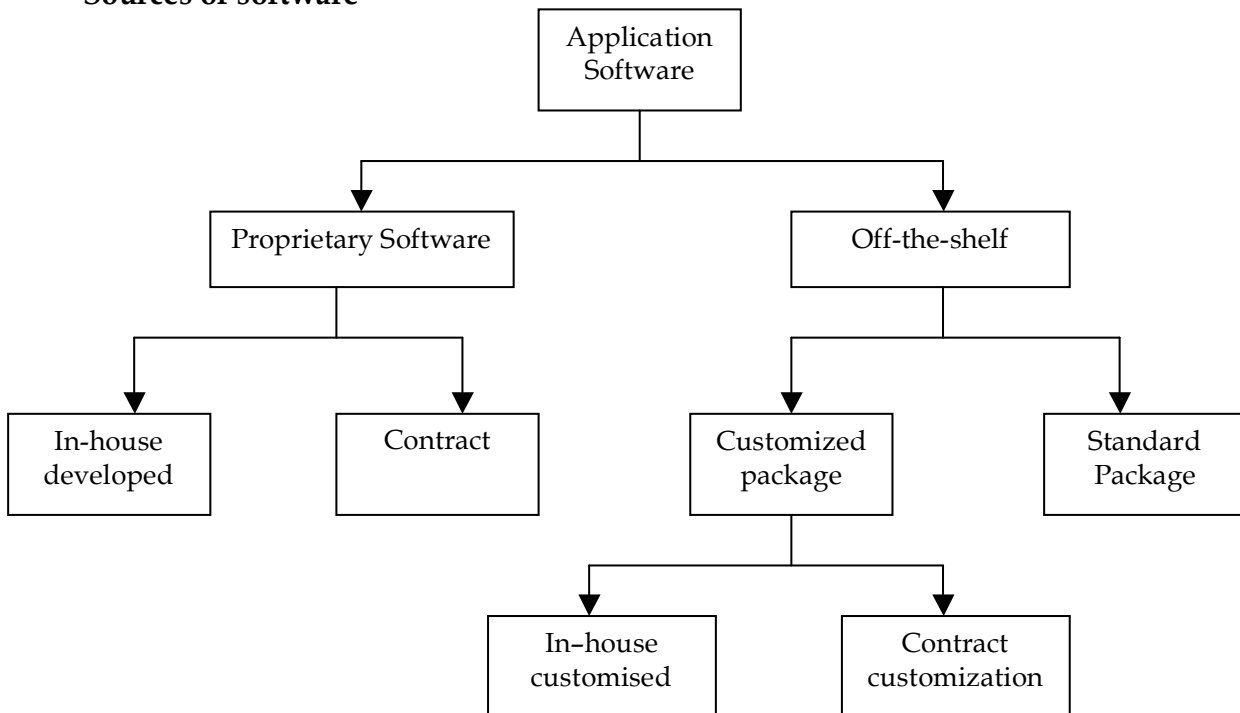 Sources of software
Application
Software
Proprietary Software
Off-the-shelf
In-house
developed
Contract
Customized
package
Standard
Package
In–house
customised
Contract
customization